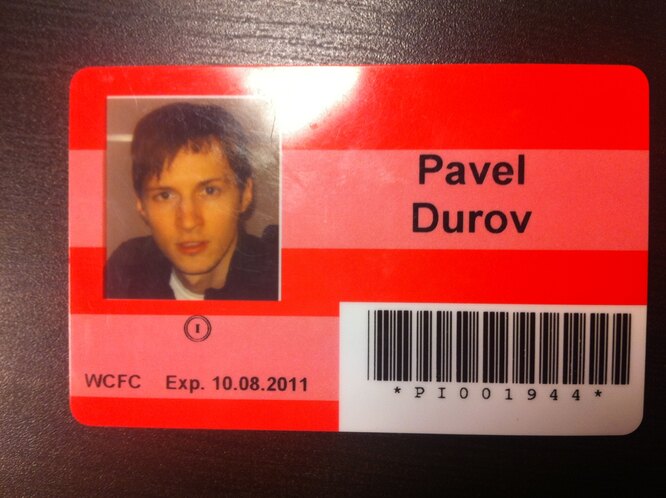 Pavel
Durov
I
WCFC Exp. 10.08.2011
*PI001944*